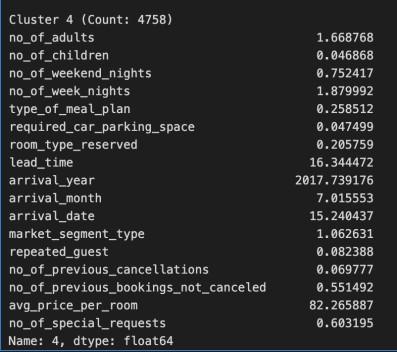 Cluster 4 (Count: 4758)
no_of_adults 1.668768
no_of_children 0.046868
no_of_weekend_nights 0.752417
no_of_week_nights 1.879992
type_of_meal_plan 0.258512
required_car_parking_space 0.047499
room_type_reserved 0.205759
lead_time 16.344472
arrival_year 2017.739176
arrival_month 7.015553
arrival_date 15.240437
market_segment_type 1.062631
repeated_guest 0.082388
no_of_previous_cancellations 0.069777
no_of_previous_bookings_not_canceled 0.551492
avg_price_per_room 82.265887
no_of_special_requests 0.603195
Name: 4, dtype: float64